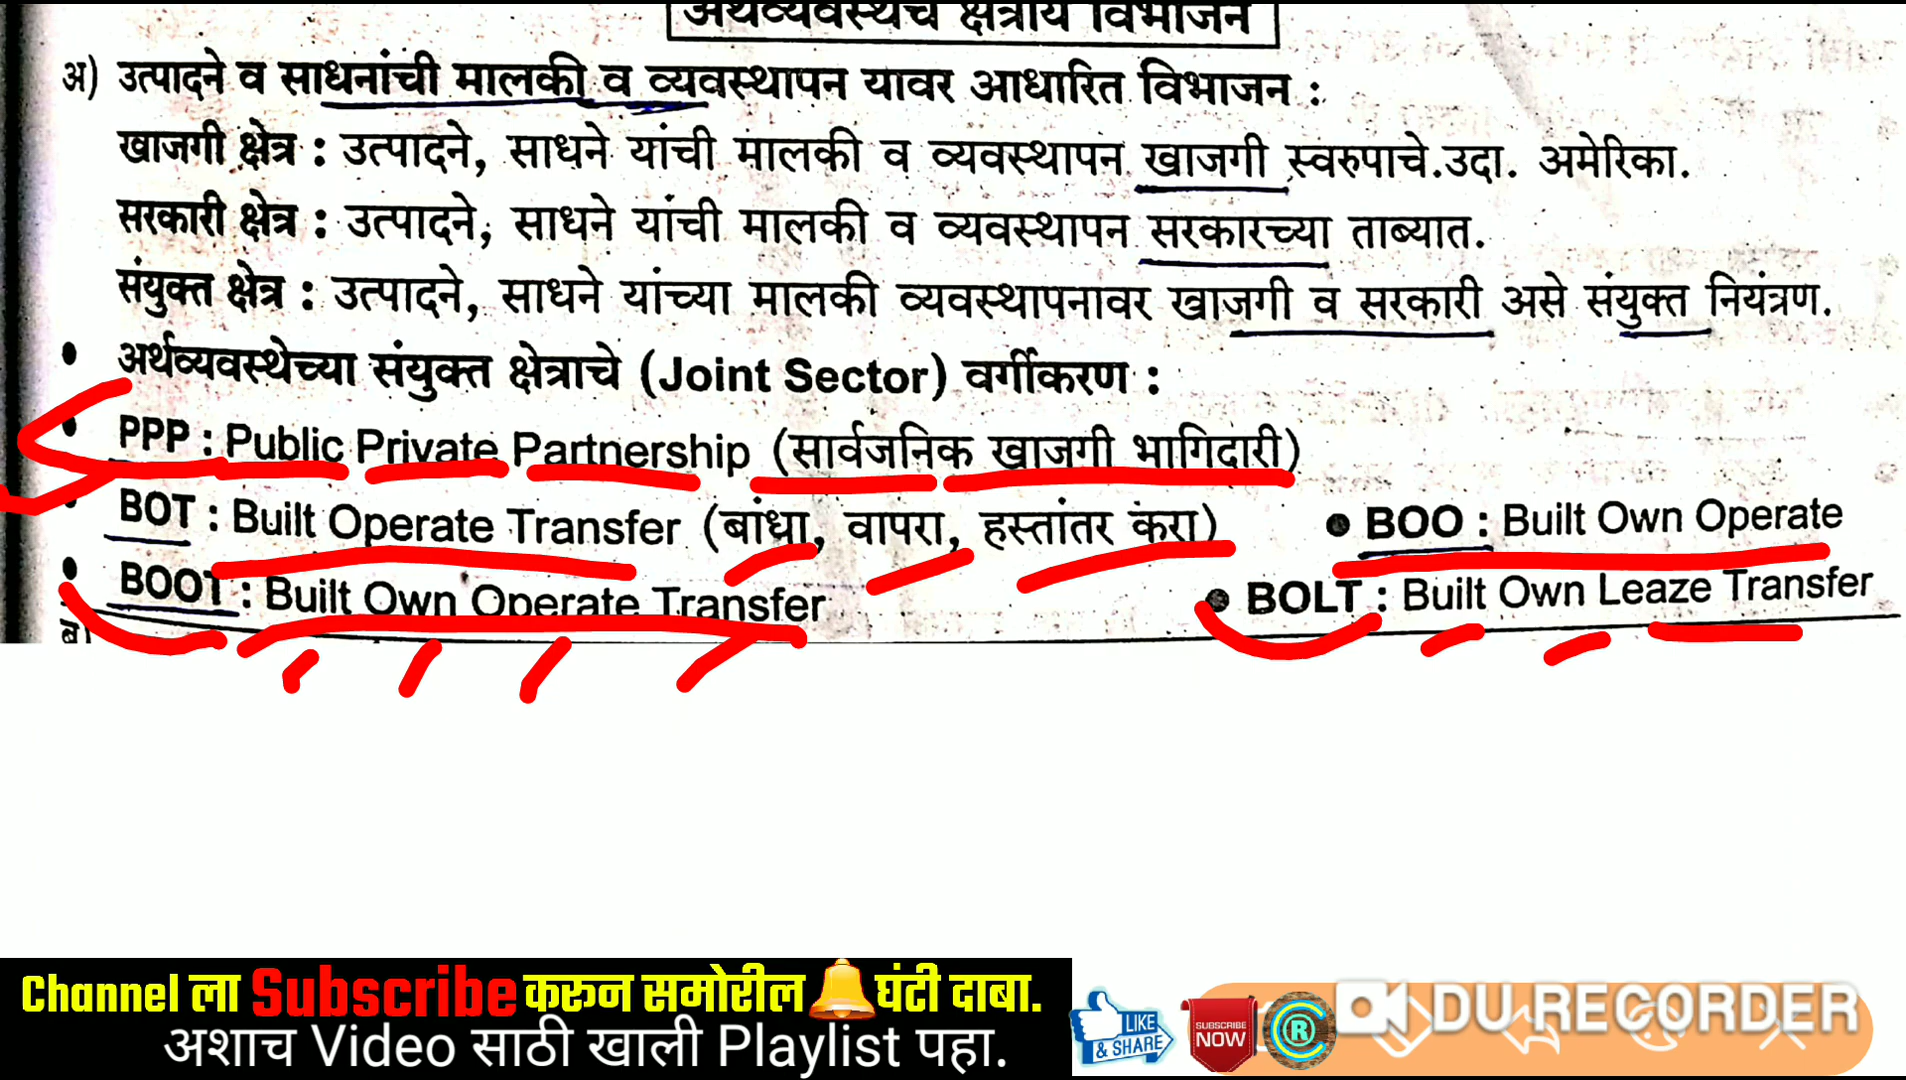 अर्थव्यवस्थेचे क्षेत्रीय विभाजन
अ) उत्पादने व साधनांची मालकी व व्यवस्थापन यावर आधारित विभाजन :
खाजगी क्षेत्र : उत्पादने, साधने यांची मालकी व व्यवस्थापन खाजगी स्वरुपाचे.उदा. अमेरिका.
सरकारी क्षेत्र : उत्पादने, साधने यांची मालकी व व्यवस्थापन सरकारच्या ताब्यात.
संयुक्त क्षेत्र : उत्पादने, साधने यांच्या मालकी व्यवस्थापनावर खाजगी व सरकारी असे संयुक्त नियंत्रण.
• अर्थव्यवस्थेच्या संयुक्त क्षेत्राचे (Joint Sector) वर्गीकरण :
• PPP : Public Private Partnership (सार्वजनिक खाजगी भागिदारी)
• BOT : Built Operate Transfer (बांधा, वापरा, हस्तांतर करा) • BOO : Built Own Operate
• BOOT : Built Own Operate Transfer • BOLT : Built Own Leaze Transfer
ब)
Channel ला Subscribe करून समोरील घंटी दाबा.
अशाच Video साठी खाली Playlist पहा.
LIKE & SHARE
SUBSCRIBE NOW
C R
DU RECORDER